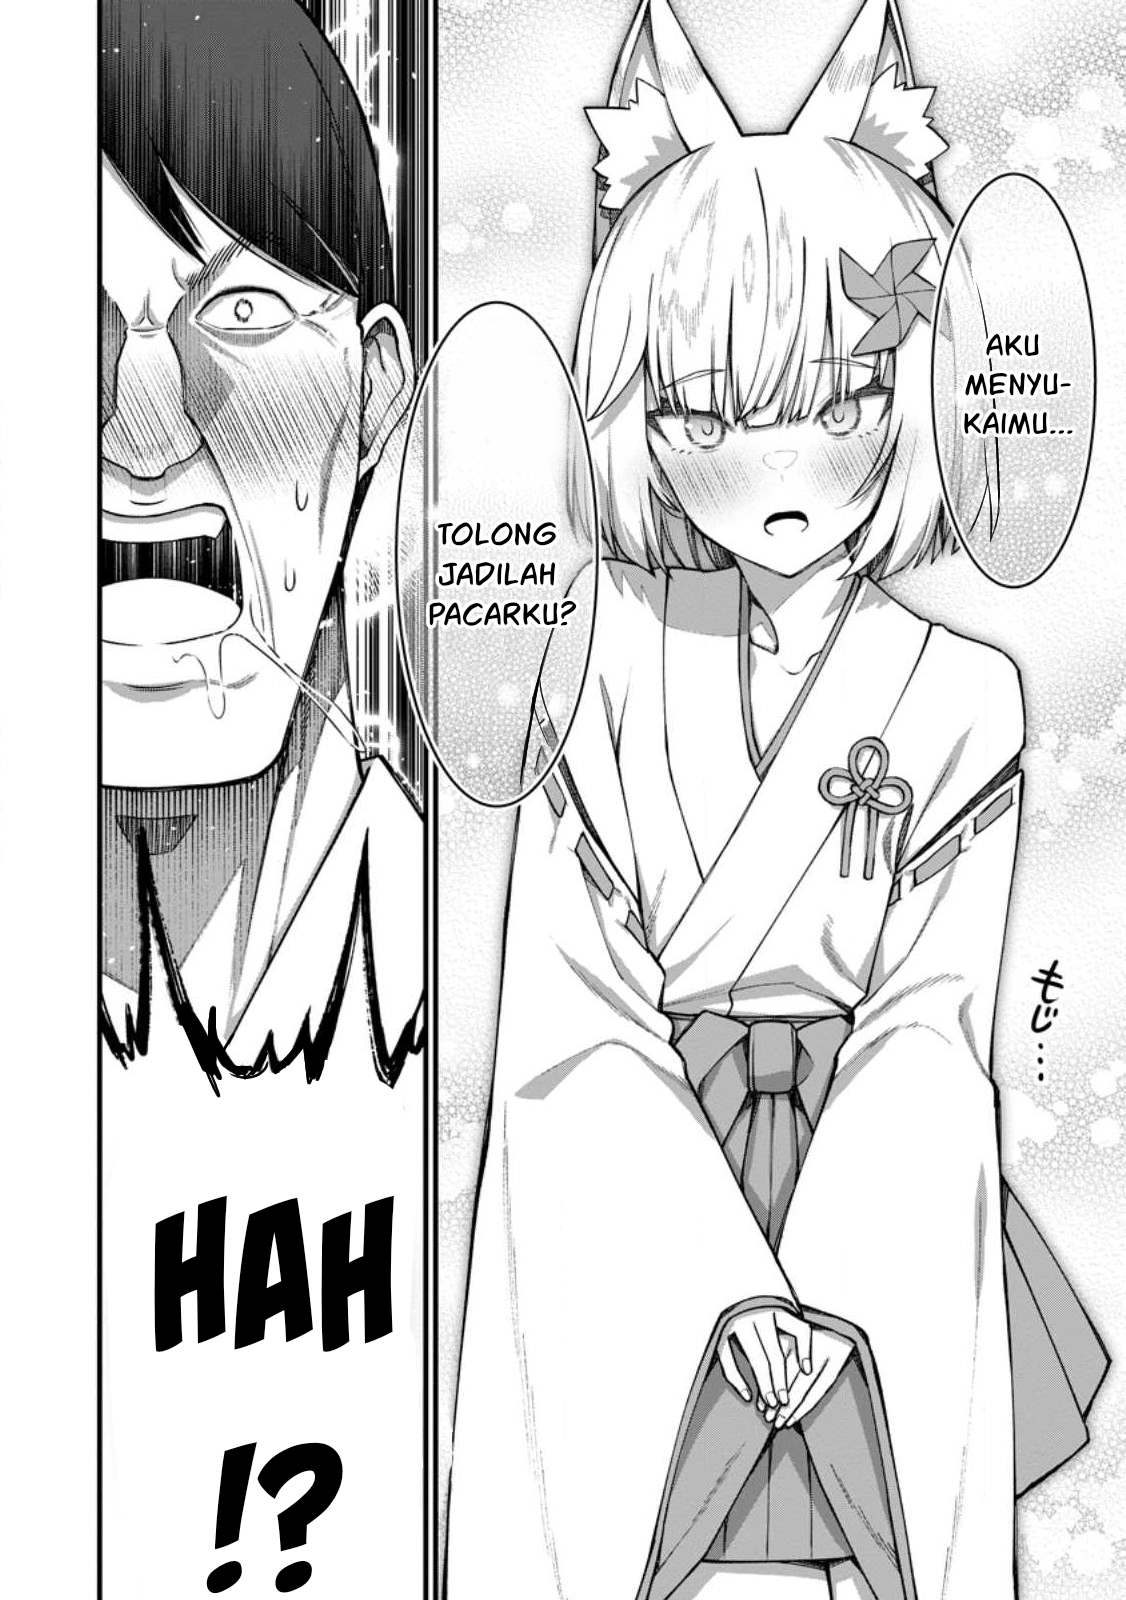 AKU
MENYU-
KAIMU...
TOLONG
JADILAH
PACARKU?
もじ...
HAH
!?